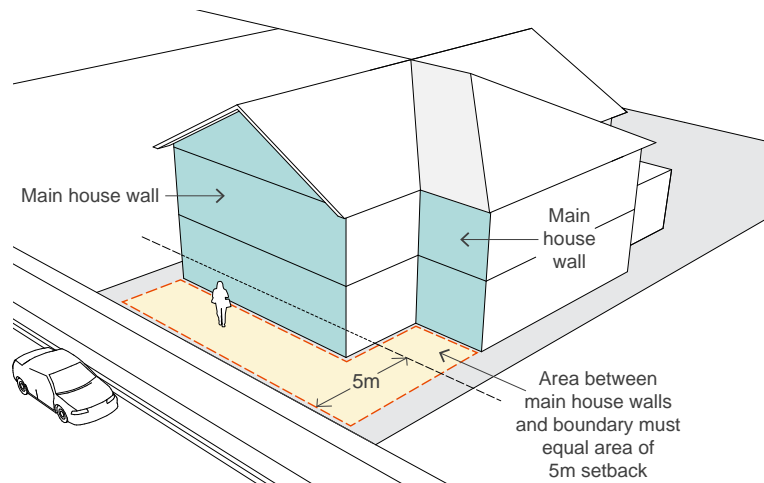 Main house wall
Main
house
wall
5m
Area between
main house walls
and boundary must
equal area of
5m setback